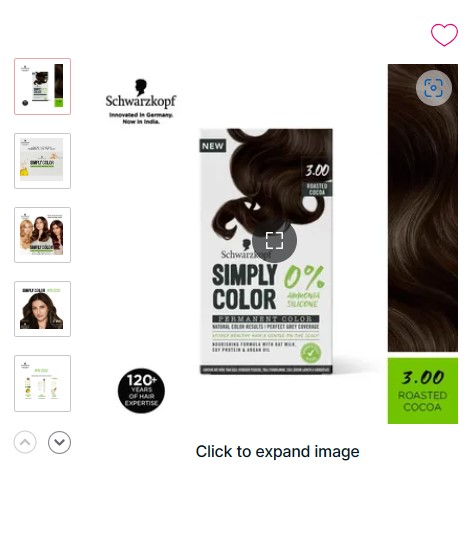 Schwarzkopf
Innovated in Germany.
Now in India.
NEW
3.00
ROASTED
COCOA
Schwarzkopf
SIMPLY
COLOR
0%
AMMONIA
SILICONE
PERMANENT COLOR
NATURAL COLOR RESULTS | PERFECT GREY COVERAGE
NOURISHING FORMULA WITH OAT MILK,
SOY PROTEIN & ARGAN OIL
120+
YEARS
OF HAIR
EXPERTISE
3.00
ROASTED
COCOA
Click to expand image